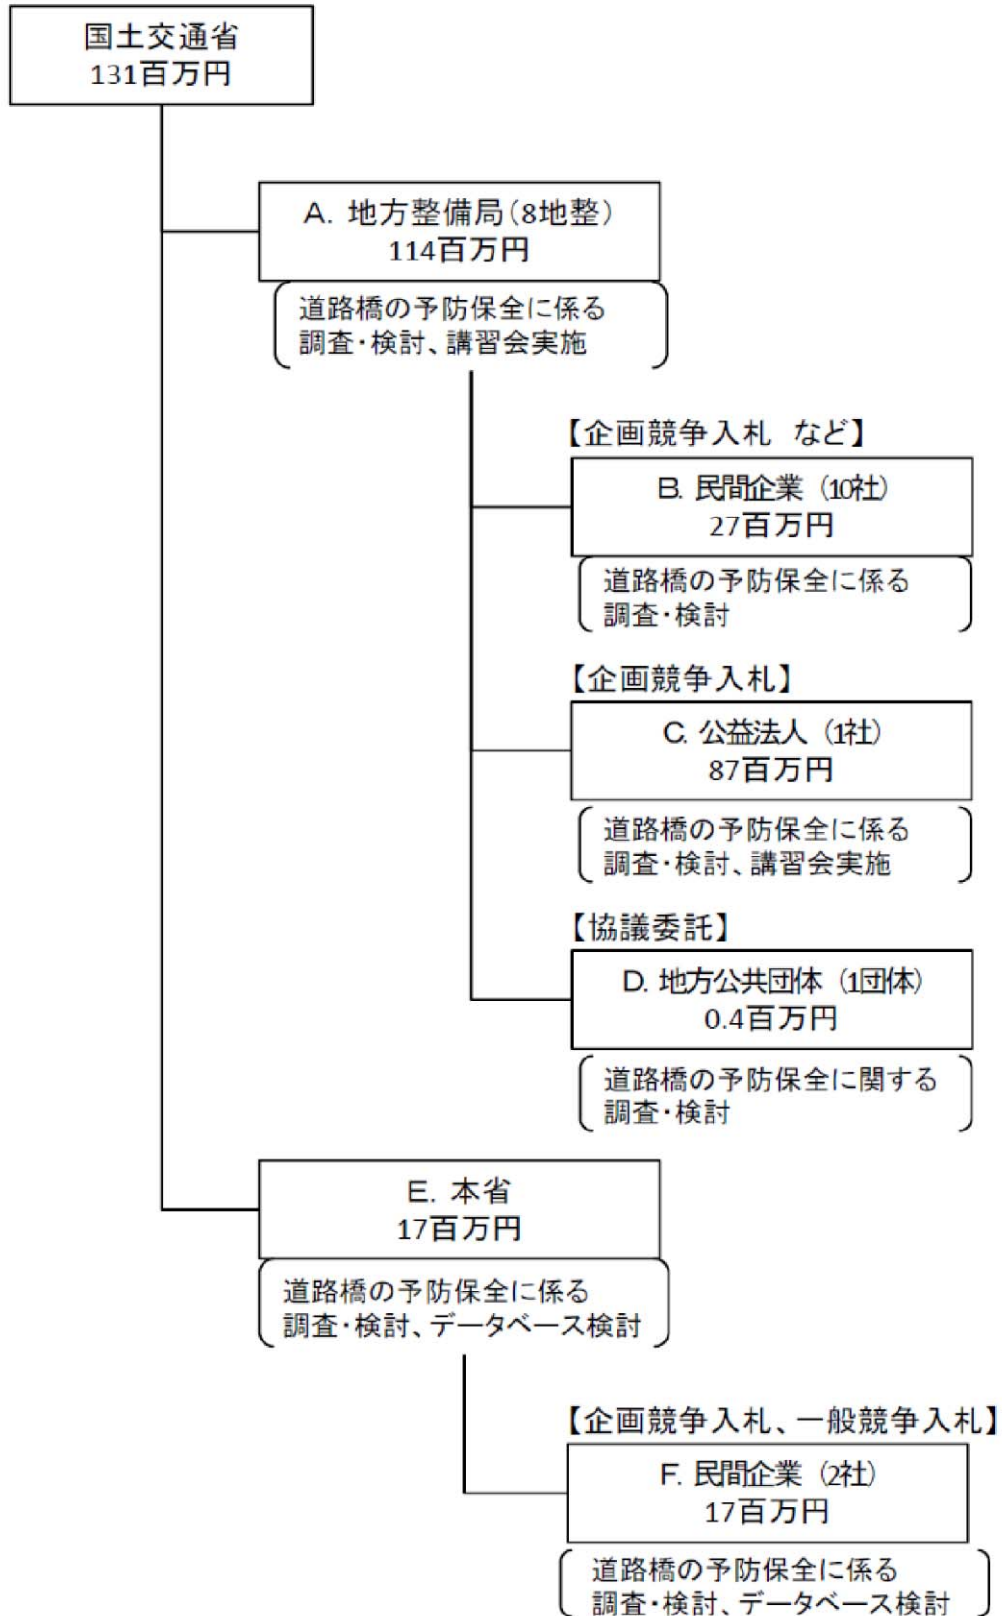 国土交通省
131百万円
A. 地方整備局(8地整)
114百万円
道路橋の予防保全に係る
調査・検討、講習会実施
【企画競争入札 など】
B. 民間企業(10社)
27百万円
道路橋の予防保全に係る
調査・検討
【企画競争入札】
C. 公益法人(1社)
87百万円
道路橋の予防保全に係る
調査・検討、講習会実施
【協議委託】
D. 地方公共団体(1団体)
0.4百万円
道路橋の予防保全に関する
調査・検討
E. 本省
17百万円
道路橋の予防保全に係る
調査・検討、データベース検討
【企画競争入札、一般競争入札】
F. 民間企業(2社)
17百万円
道路橋の予防保全に係る
調査・検討、データベース検討